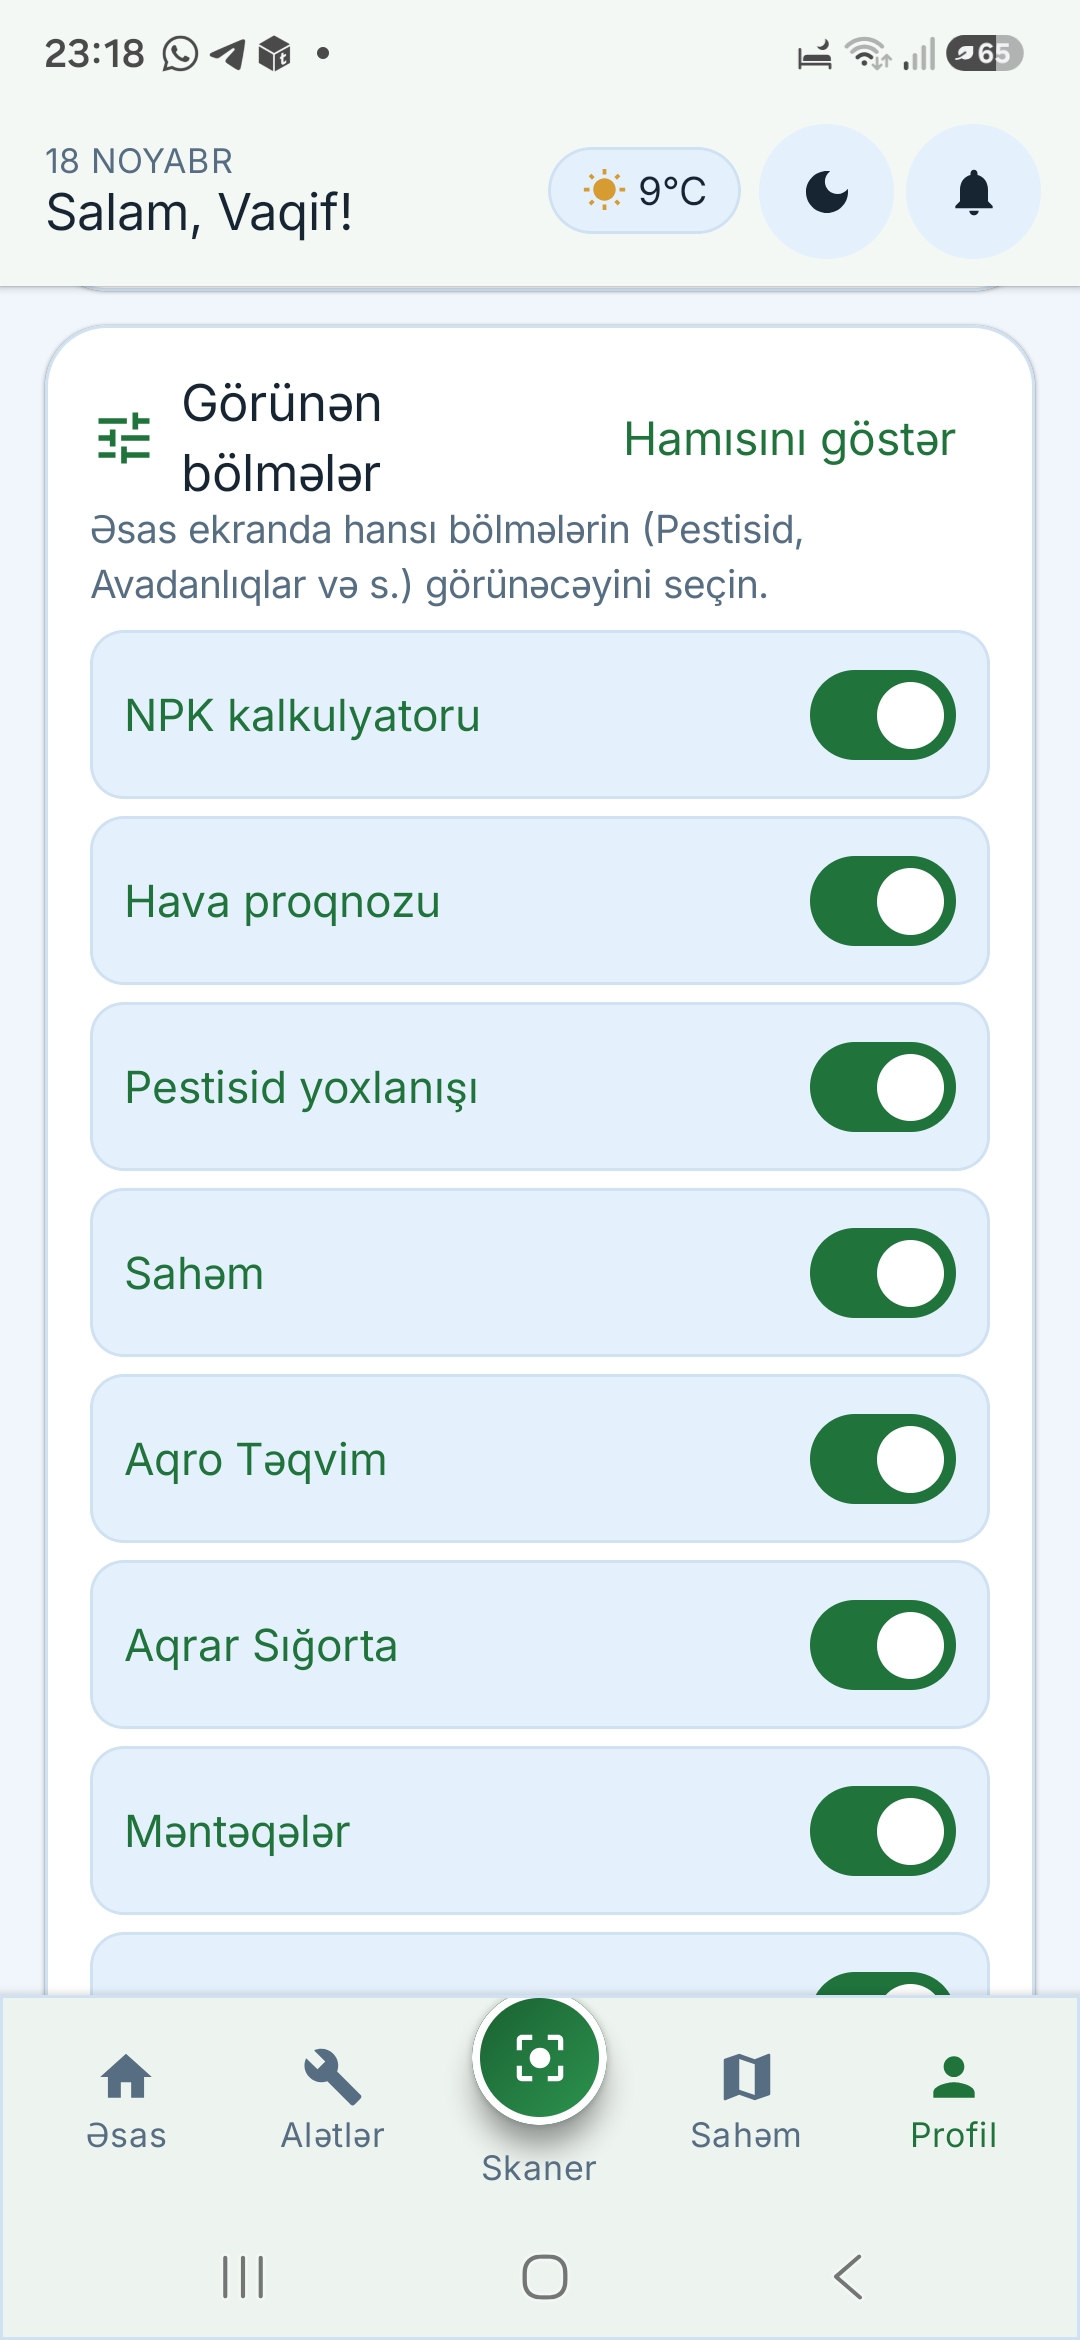 23:18
65
18 NOYABR
Salam, Vaqif!
9°C
Görünən
bölmələr
Hamısını göstər
Əsas ekranda hansı bölmələrin (Pestisid,
Avadanlıqlar və s.) görünəcəyini seçin.
NPK kalkulyatoru
Hava proqnozu
Pestisid yoxlanışı
Sahəm
Aqro Təqvim
Aqrar Sığorta
Məntəqələr
Əsas
Alətlər
Skaner
Sahəm
Profil